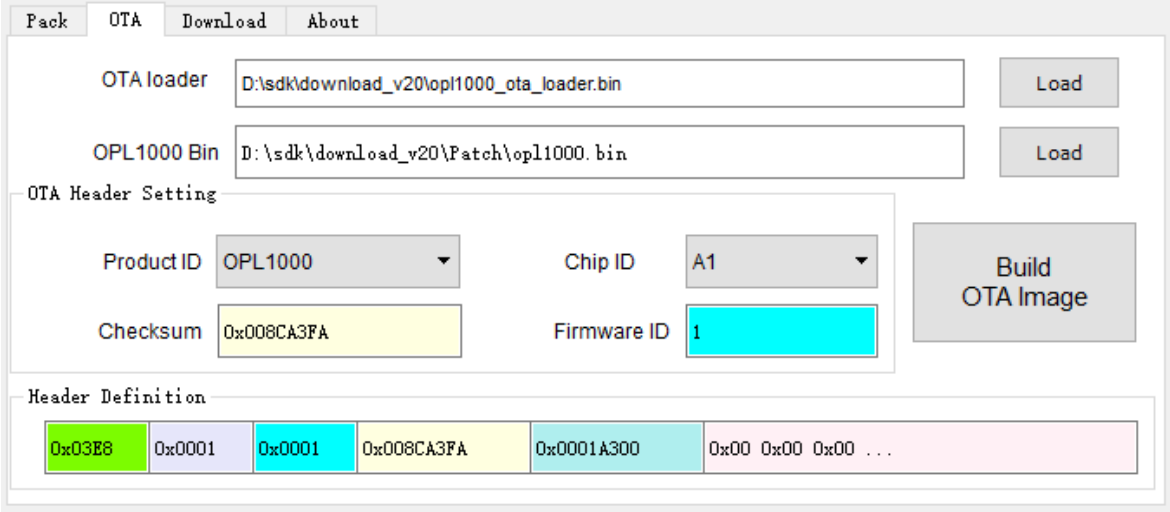 Pack OTA Download About
OTA loader D:\sdk\download_v20\opl1000_ota_loader.bin Load
OPL1000 Bin D:\sdk\download_v20\Patch\opl1000.bin Load
OTA Header Setting
Product ID OPL1000 Chip ID A1
Build
OTA Image
Checksum 0x008CA3FA Firmware ID 1
Header Definition
0x03E8 0x0001 0x0001 0x008CA3FA 0x0001A300 0x00 0x00 0x00 ...